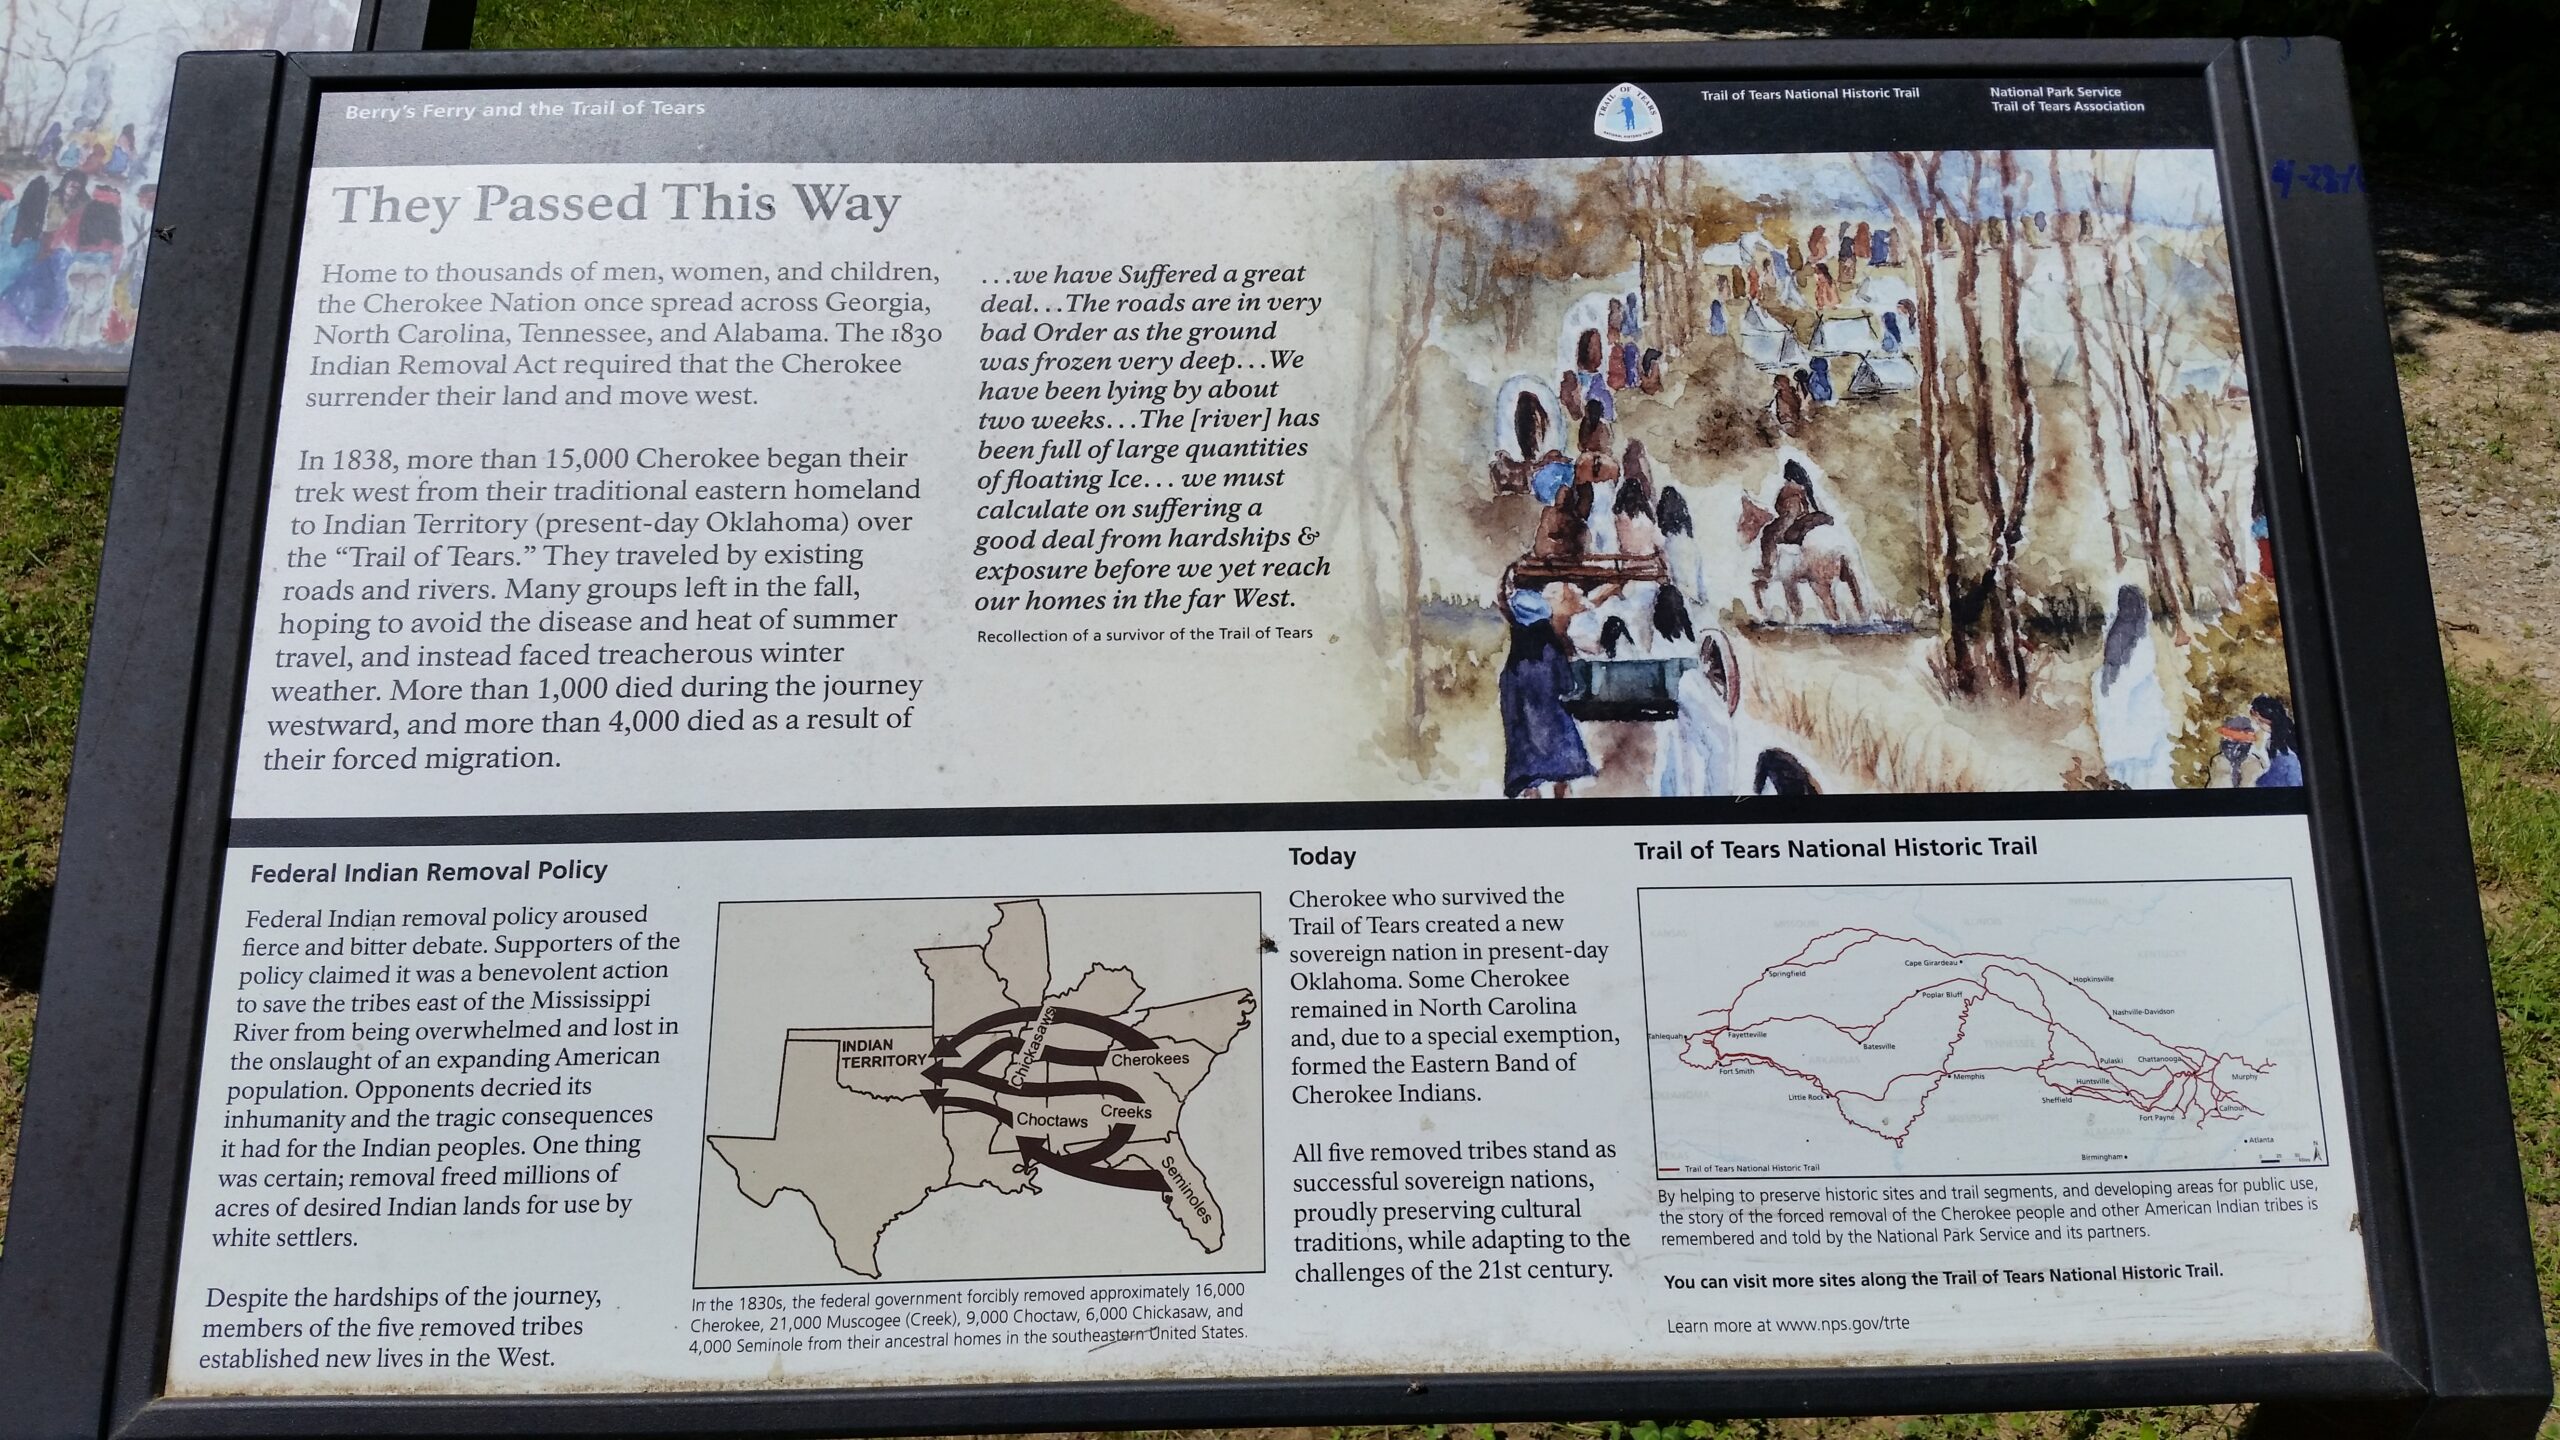 Berry's Ferry and the Trail of Tears
TRAIL OF TEARS
NATIONAL HISTORIC TRAIL
Trail of Tears National Historic Trail
National Park Service
Trail of Tears Association
They Passed This Way
Home to thousands of men, women, and children,
the Cherokee Nation once spread across Georgia,
North Carolina, Tennessee, and Alabama. The 1830
Indian Removal Act required that the Cherokee
surrender their land and move west.
In 1838, more than 15,000 Cherokee began their
trek west from their traditional eastern homeland
to Indian Territory (present-day Oklahoma) over
the “Trail of Tears.” They traveled by existing
roads and rivers. Many groups left in the fall,
hoping to avoid the disease and heat of summer
travel, and instead faced treacherous winter
weather. More than 1,000 died during the journey
westward, and more than 4,000 died as a result of
their forced migration.
...we have Suffered a great
deal...The roads are in very
bad Order as the ground
was frozen very deep...We
have been lying by about
two weeks...The [river] has
been full of large quantities
of floating Ice... we must
calculate on suffering a
good deal from hardships &
exposure before we yet reach
our homes in the far West.
Recollection of a survivor of the Trail of Tears
Federal Indian Removal Policy
Federal Indian removal policy aroused
fierce and bitter debate. Supporters of the
policy claimed it was a benevolent action
to save the tribes east of the Mississippi
River from being overwhelmed and lost in
the onslaught of an expanding American
population. Opponents decried its
inhumanity and the tragic consequences
it had for the Indian peoples. One thing
was certain; removal freed millions of
acres of desired Indian lands for use by
white settlers.
Despite the hardships of the journey,
members of the five removed tribes
established new lives in the West.
INDIAN
TERRITORY
Chickasaws
Cherokees
Creeks
Choctaws
Seminoles
In the 1830s, the federal government forcibly removed approximately 16,000
Cherokee, 21,000 Muscogee (Creek), 9,000 Choctaw, 6,000 Chickasaw, and
4,000 Seminole from their ancestral homes in the southeastern United States.
Today
Cherokee who survived the
Trail of Tears created a new
sovereign nation in present-day
Oklahoma. Some Cherokee
remained in North Carolina
and, due to a special exemption,
formed the Eastern Band of
Cherokee Indians.
All five removed tribes stand as
successful sovereign nations,
proudly preserving cultural
traditions, while adapting to the
challenges of the 21st century.
Trail of Tears National Historic Trail
INDIANA
ILLINOIS
MISSOURI
KANSAS
KENTUCKY
Springfield
Cape Girardeau
Hopkinsville
Poplar Bluff
Nashville-Davidson
Tahlequah
Fayetteville
Batesville
ARKANSAS
TENNESSEE
Pulaski
Chattanooga
Fort Smith
Memphis
Huntsville
Murphy
Little Rock
Sheffield
Fort Payne
Calhoun
OKLAHOMA
MISSISSIPPI
ALABAMA
Atlanta
Birmingham
N
Trail of Tears National Historic Trail
By helping to preserve historic sites and trail segments, and developing areas for public use,
the story of the forced removal of the Cherokee people and other American Indian tribes is
remembered and told by the National Park Service and its partners.
You can visit more sites along the Trail of Tears National Historic Trail.
Learn more at www.nps.gov/trte